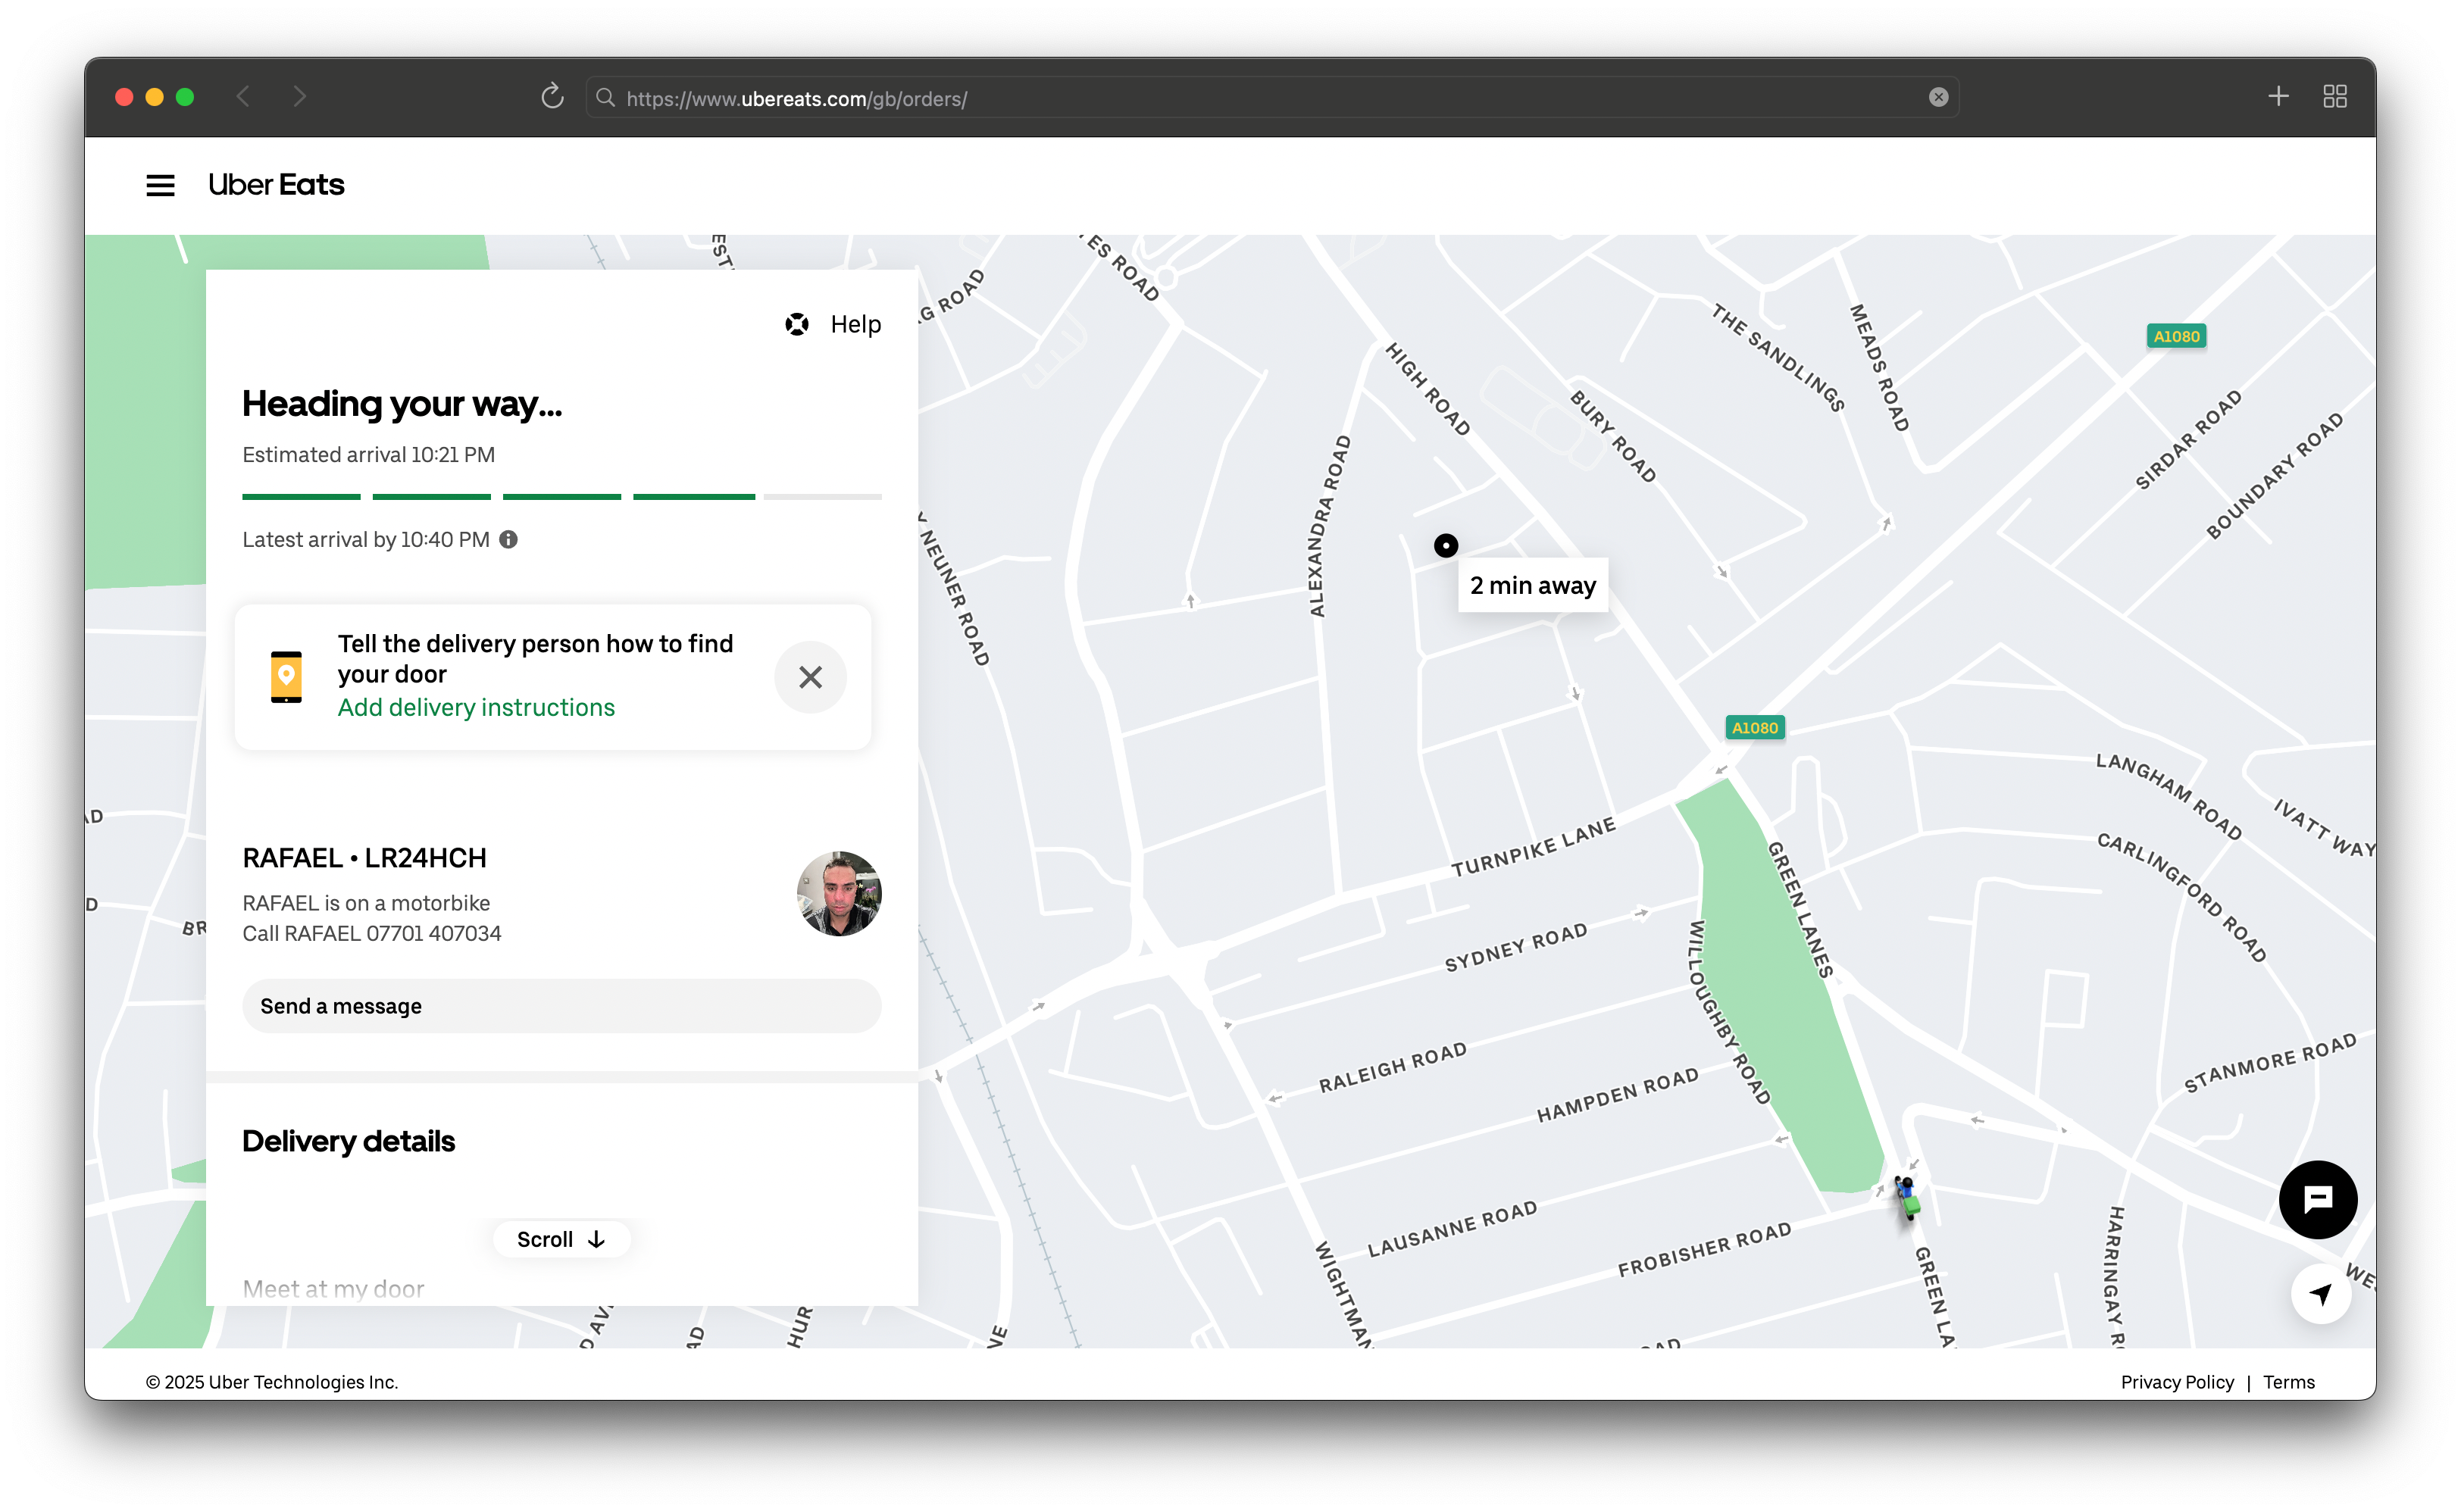 https://www.ubereats.com/gb/orders/
Uber Eats
Help
Heading your way...
Estimated arrival 10:21 PM
Latest arrival by 10:40 PM
Tell the delivery person how to find
your door
Add delivery instructions
RAFAEL • LR24HCH
RAFAEL is on a motorbike
Call RAFAEL 07701 407034
Send a message
Delivery details
Scroll
Meet at my door
HIGH ROAD
THE SANDLINGS
MEADS ROAD
A1080
BURY ROAD
SIRDAR ROAD
BOUNDARY ROAD
ALEXANDRA ROAD
2 min away
NEUNER ROAD
A1080
LANGHAM ROAD
IVATT WAY
TURNPIKE LANE
GREEN LANES
CARLINGFORD ROAD
SYDNEY ROAD
WILLOUGHBY ROAD
RALEIGH ROAD
HAMPDEN ROAD
STANMORE ROAD
LAUSANNE ROAD
FROBISHER ROAD
WIGHTMAN
GREEN LA
HARRINGAY R
© 2025 Uber Technologies Inc.
Privacy Policy | Terms